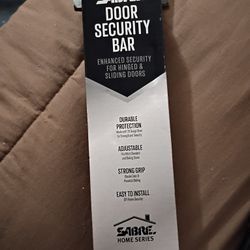 SABRE
DOOR
SECURITY
BAR
ENHANCED SECURITY
FOR HINGED &
SLIDING DOORS
DURABLE
PROTECTION
ADJUSTABLE
STRONG GRIP
EASY TO INSTALL
SABRE
HOME SERIES